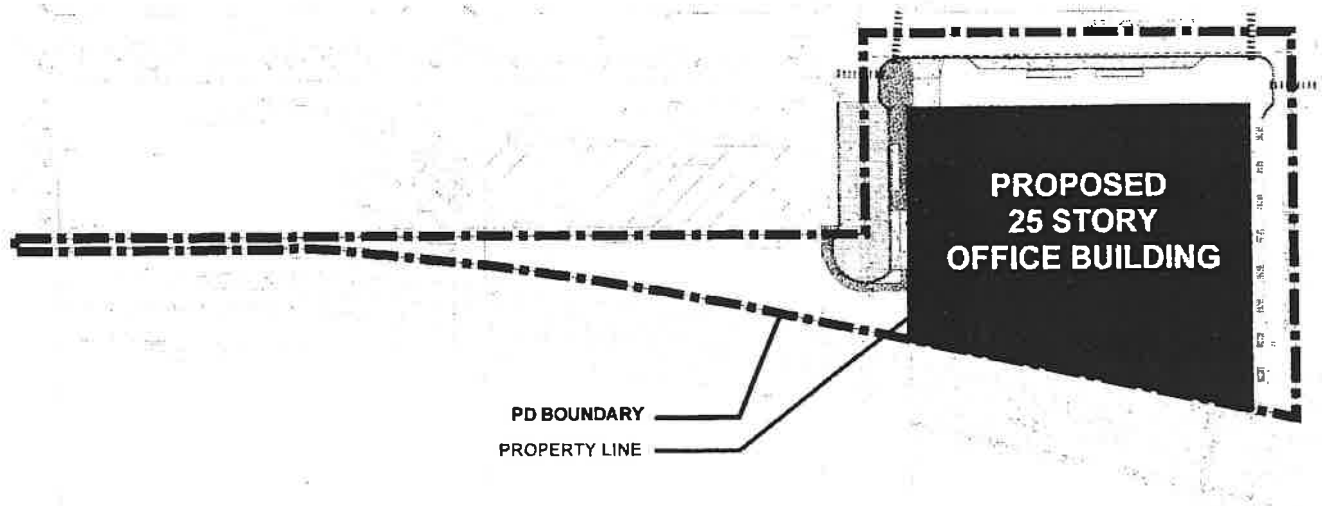 PROPOSED
25 STORY
OFFICE BUILDING
PD BOUNDARY
PROPERTY LINE